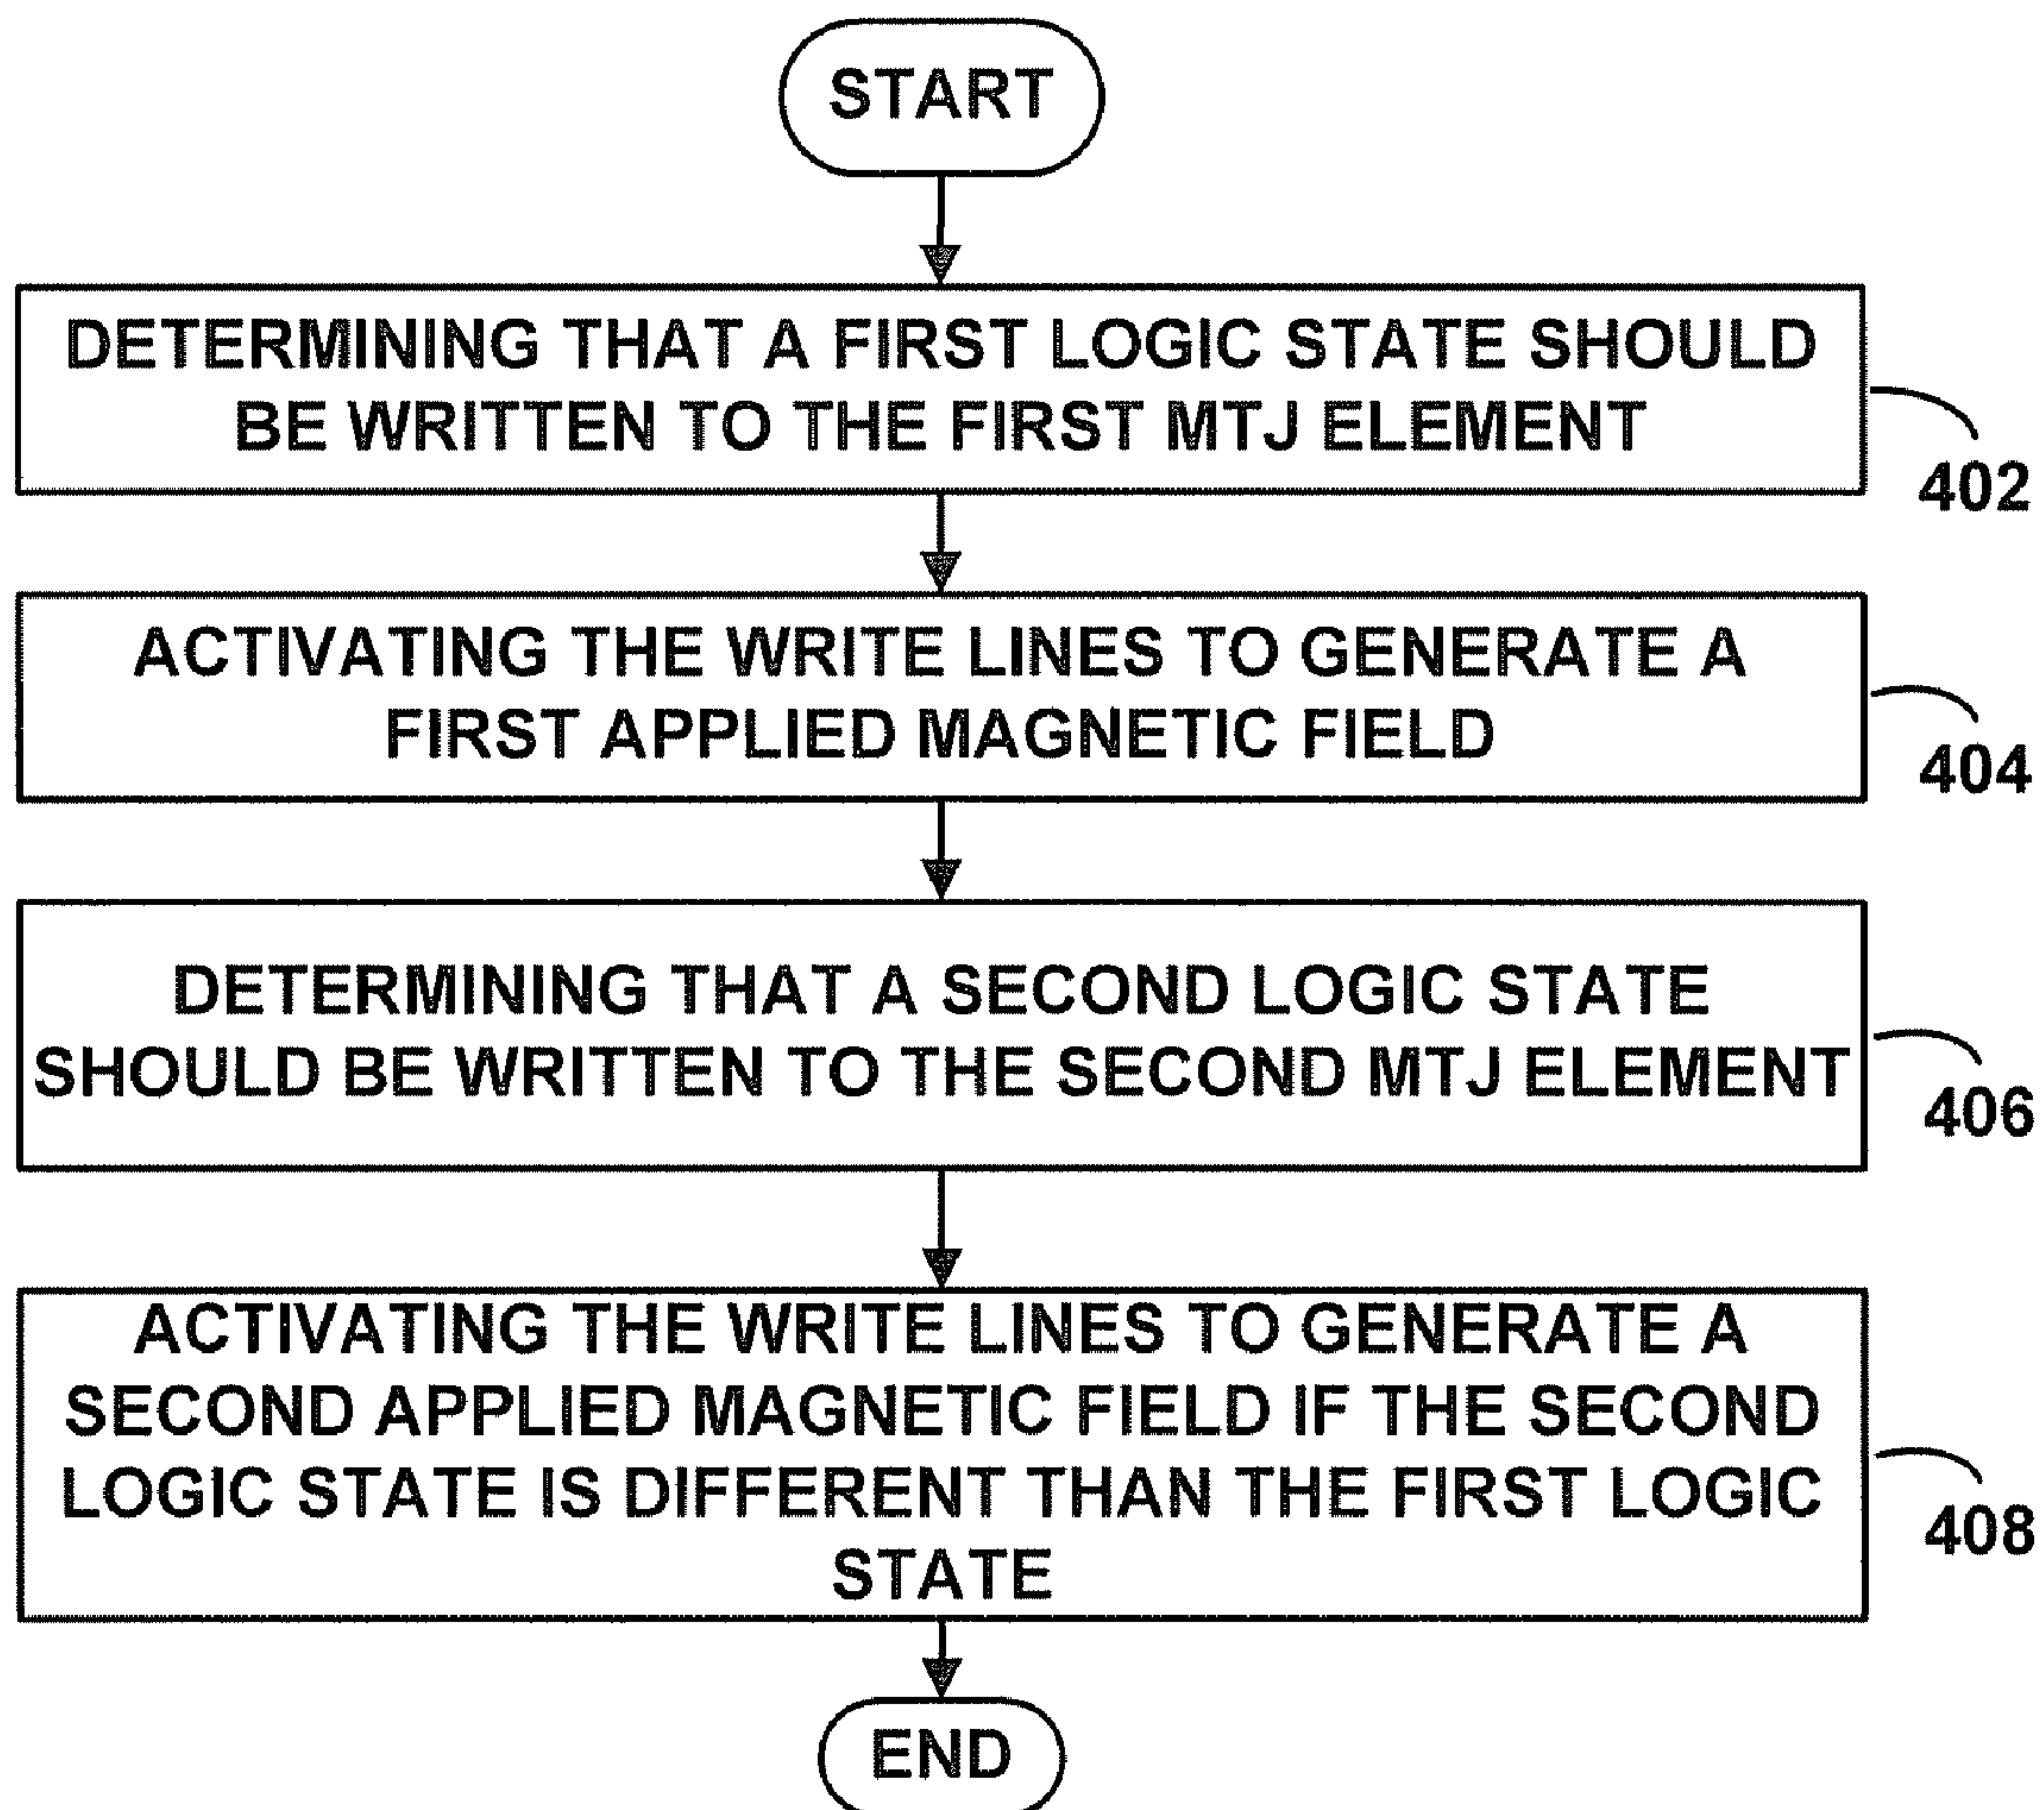 START
DETERMINING THAT A FIRST LOGIC STATE SHOULD
BE WRITTEN TO THE FIRST MTJ ELEMENT
402
ACTIVATING THE WRITE LINES TO GENERATE A
FIRST APPLIED MAGNETIC FIELD
404
DETERMINING THAT A SECOND LOGIC STATE
SHOULD BE WRITTEN TO THE SECOND MTJ ELEMENT
406
ACTIVATING THE WRITE LINES TO GENERATE A
SECOND APPLIED MAGNETIC FIELD IF THE SECOND
LOGIC STATE IS DIFFERENT THAN THE FIRST LOGIC
STATE
408
END